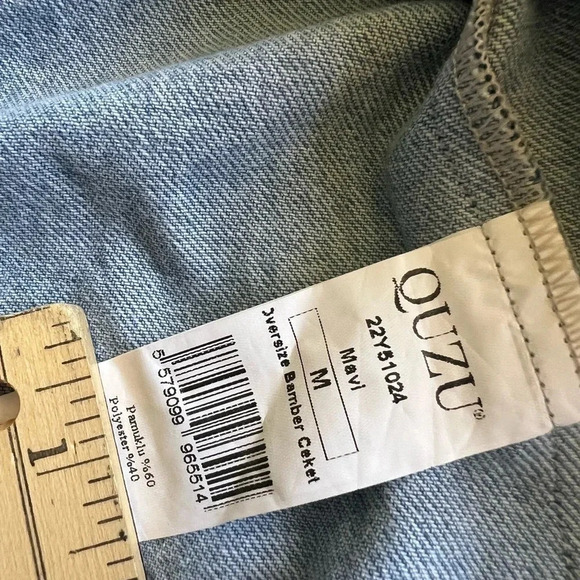 QUZU®
22Y51024
Mavi
M
Oversize Bamber Ceket
5 579099 965514
Pamuklu %60
Polyester %40
1